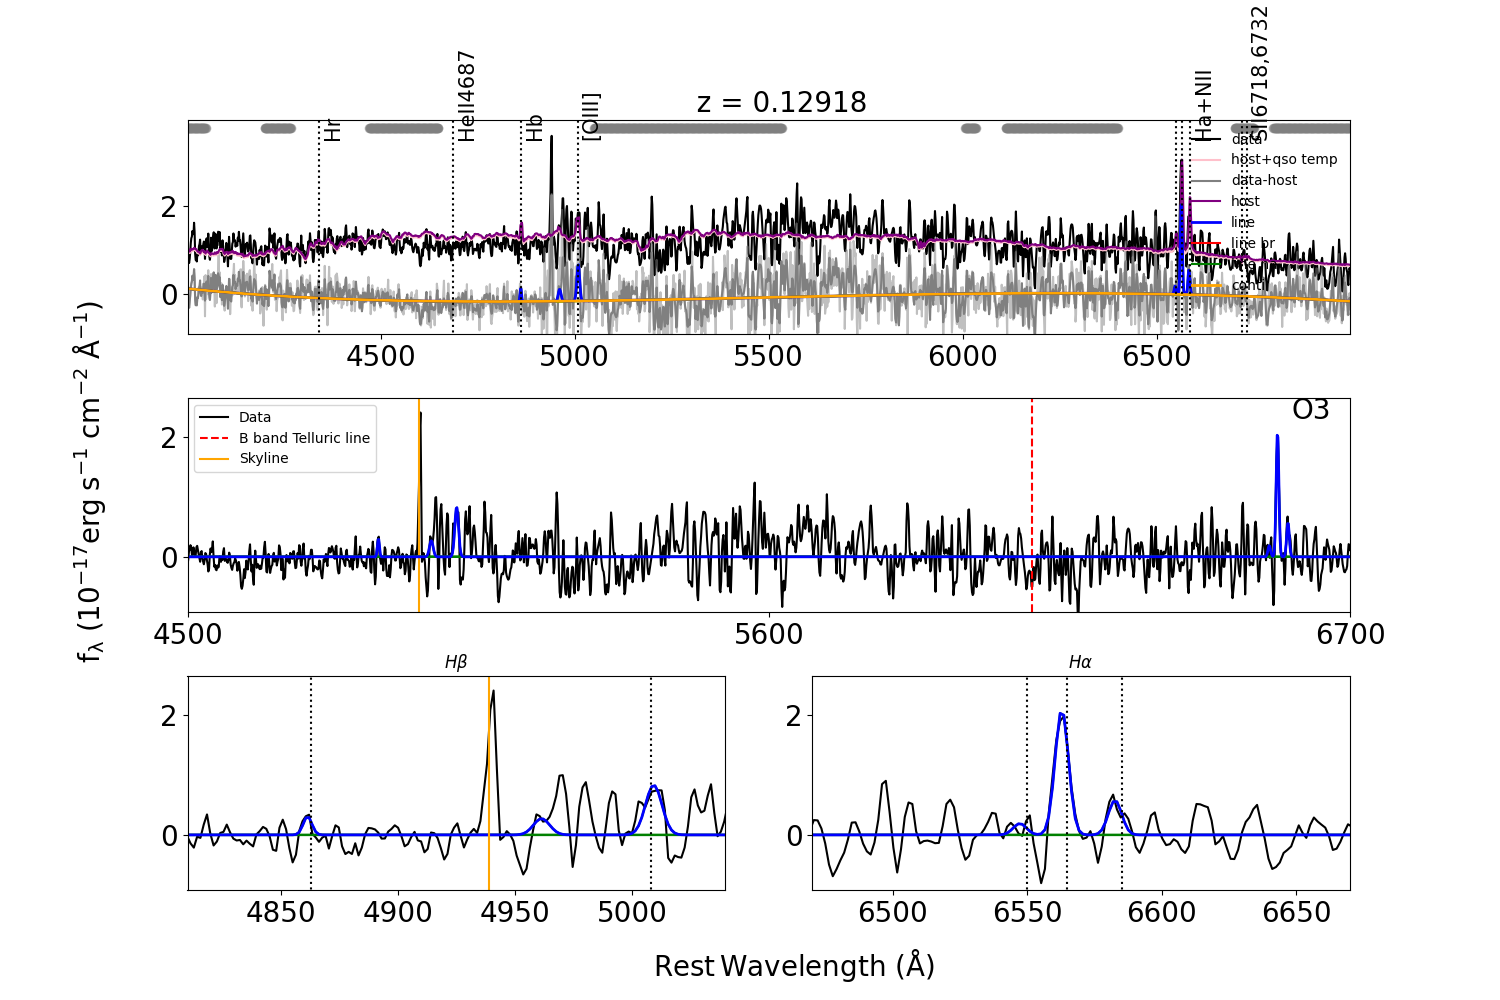 z = 0.12918
Hr
HeII4687
Hb
[OIII]
Ha+NII
SII6718,6732
data
host+qso temp
data-host
host
line
line br
cont
2
0
4500 5000 5500 6000 6500
O3
Data
B band Telluric line
Skyline
2
0
4500 5600 6700
fλ (10−17erg s−1 cm−2 Å−1)
Hβ
2
0
4850 4900 4950 5000
Hα
2
0
6500 6550 6600 6650
Rest Wavelength (Å)